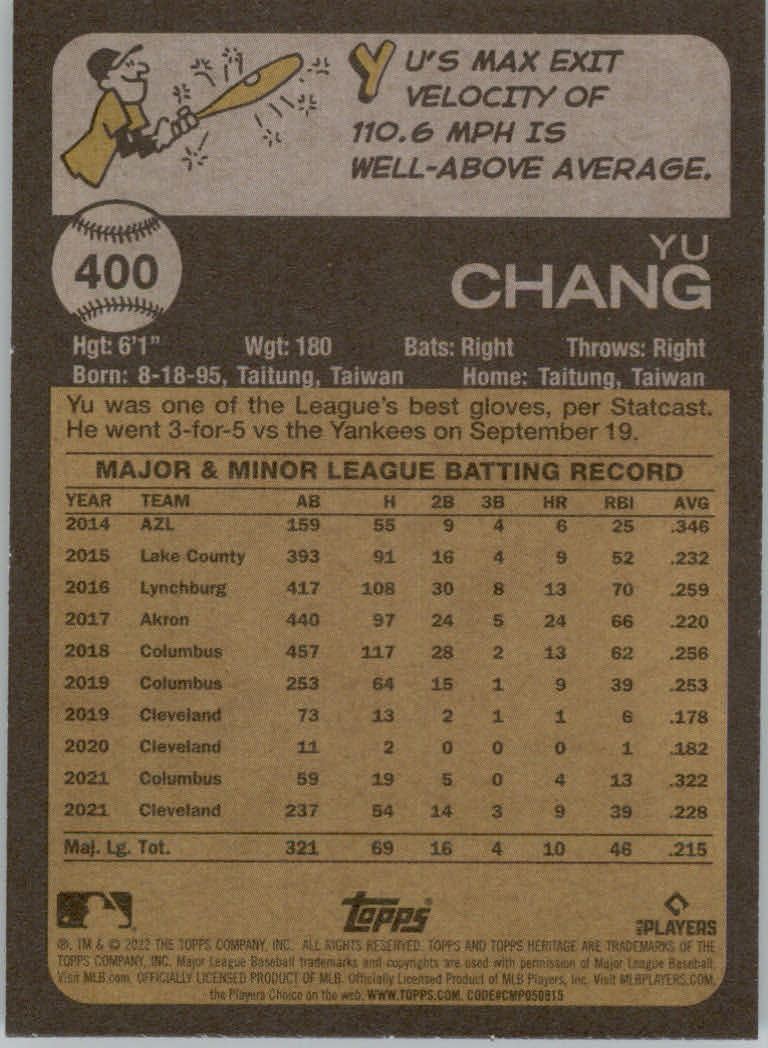 YU'S MAX EXIT
VELOCITY OF
110.6 MPH IS
WELL-ABOVE AVERAGE.
400
YU
CHANG
Hgt: 6'1" Wgt: 180 Bats: Right Throws: Right
Born: 8-18-95, Taitung, Taiwan Home: Taitung, Taiwan
Yu was one of the League's best gloves, per Statcast.
He went 3-for-5 vs the Yankees on September 19.
MAJOR & MINOR LEAGUE BATTING RECORD
YEAR TEAM AB H 2B 3B HR RBI AVG
2014 AZL 159 55 9 4 6 25 .346
2015 Lake County 393 91 16 4 9 52 .232
2016 Lynchburg 417 108 30 8 13 70 .259
2017 Akron 440 97 24 5 24 66 .220
2018 Columbus 457 117 28 2 13 62 .256
2019 Columbus 253 64 15 1 9 39 .253
2019 Cleveland 73 13 2 1 1 6 .178
2020 Cleveland 11 2 0 0 0 1 .182
2021 Columbus 59 19 5 0 4 13 .322
2021 Cleveland 237 54 14 3 9 39 .228
Maj. Lg. Tot. 321 69 16 4 10 46 .215
Topps
PLAYERS
®, TM & © 2022 THE TOPPS COMPANY, INC. ALL RIGHTS RESERVED. TOPPS AND TOPPS HERITAGE ARE TRADEMARKS OF THE
TOPPS COMPANY, INC. Major League Baseball trademarks and copyrights are used with permission of Major League Baseball.
Visit MLB.com. OFFICIALLY LICENSED PRODUCT OF MLB. Officially Licensed Product of MLB Players, Inc. Visit MLBPLAYERS.COM,
the Players Choice on the web. WWW.TOPPS.COM. CODE#CMP050815